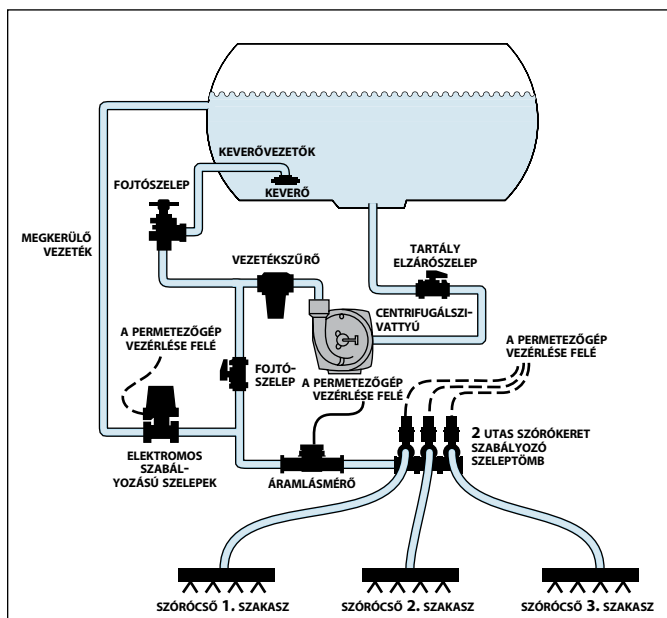 KEVERŐVEZETŐK
FOJTÓSZELEP
KEVERŐ
MEGKERÜLŐ
VEZETÉK
VEZETÉKSZŰRŐ
TARTÁLY
ELZÁRÓSZELEP
CENTRIFUGÁLSZI-
VATTYÚ
A PERMETEZŐGÉP
VEZÉRLÉSE FELÉ
A PERMETEZŐGÉP
VEZÉRLÉSE FELÉ
FOJTÓ-
SZELEP
A PERMETEZŐGÉP
VEZÉRLÉSE FELÉ
2 UTAS SZÓRÓKERET
SZABÁLYOZÓ
SZELEPTÖMB
ELEKTROMOS
SZABÁL-
YOZÁSÚ SZELEPEK
ÁRAMLÁSMÉRŐ
SZÓRÓCSŐ 1. SZAKASZ
SZÓRÓCSŐ 2. SZAKASZ
SZÓRÓCSŐ 3. SZAKASZ